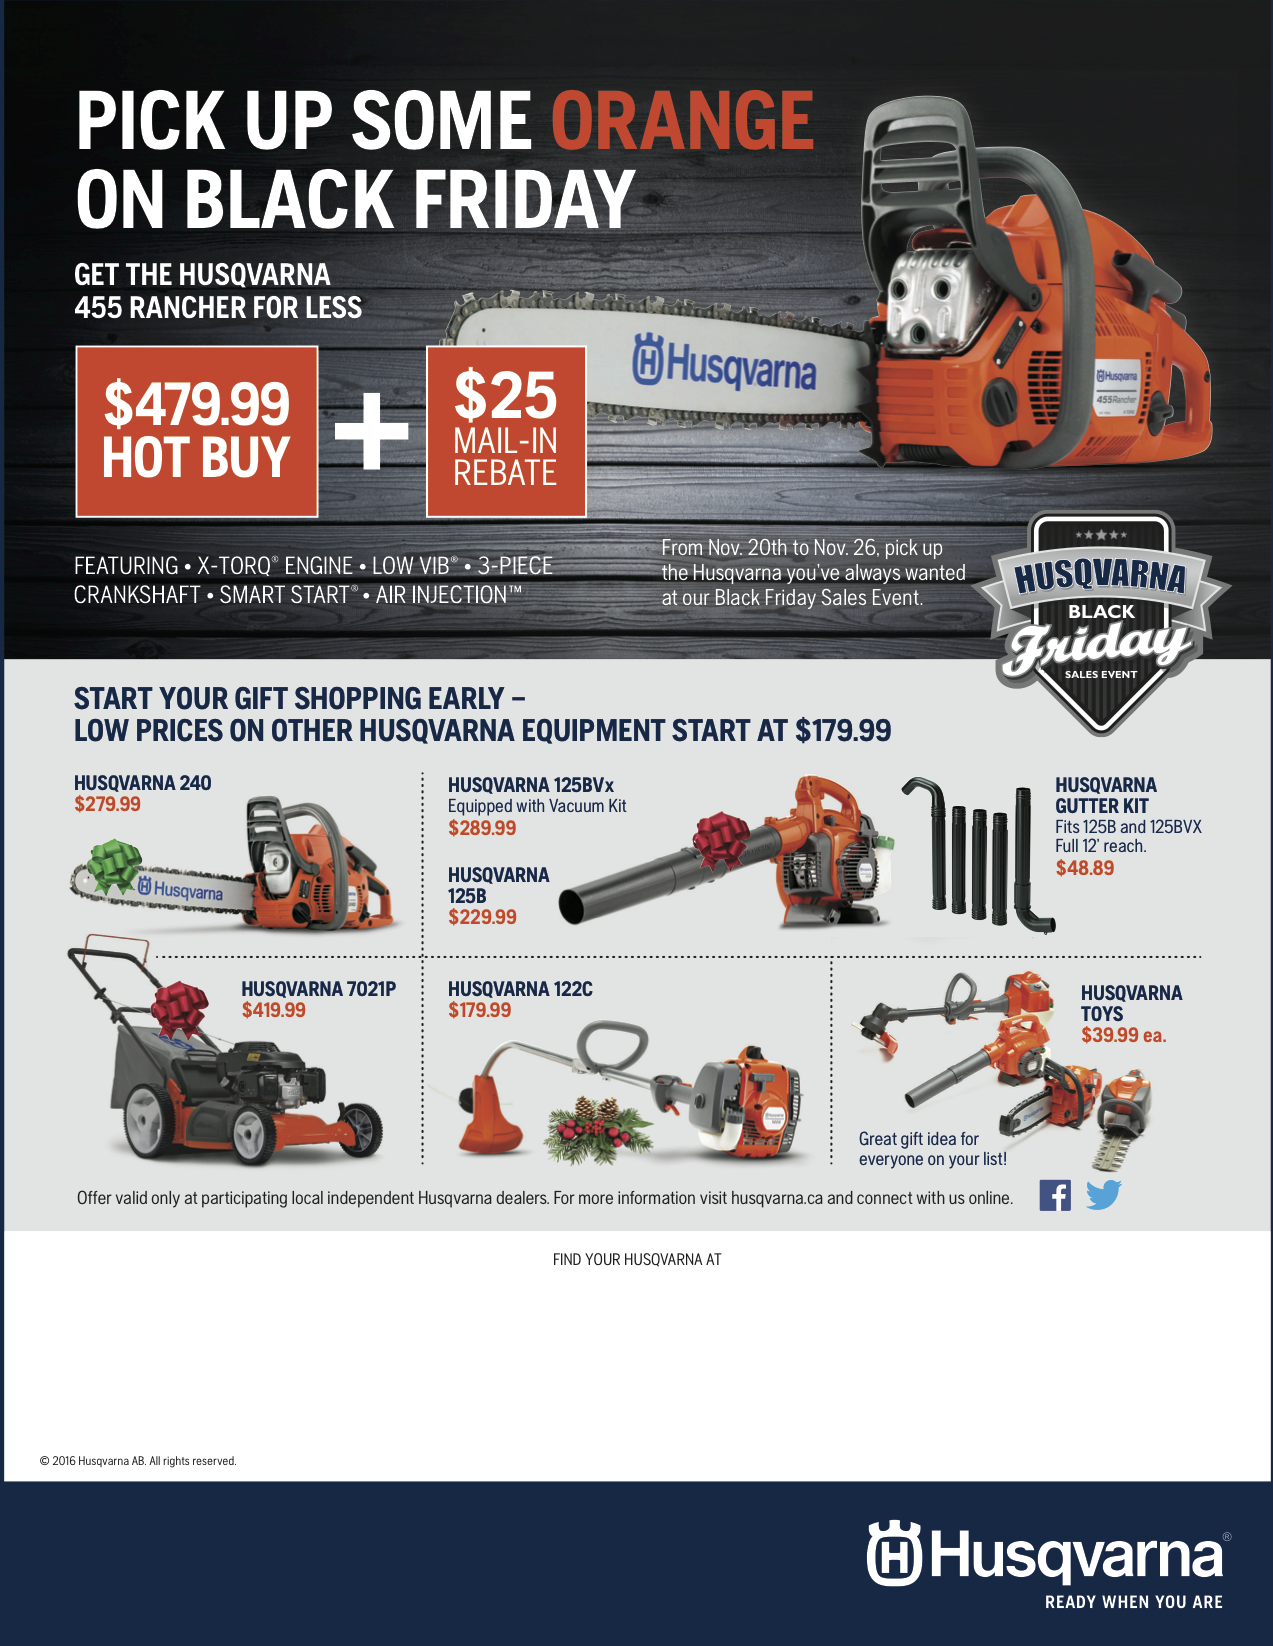 PICK UP SOME ORANGE
ON BLACK FRIDAY
GET THE HUSQVARNA
455 RANCHER FOR LESS
$479.99
HOT BUY
+
$25
MAIL-IN
REBATE
Husqvarna
Husqvarna
455 Rancher
FEATURING • X-TORQ® ENGINE • LOW VIB® • 3-PIECE
CRANKSHAFT • SMART START® • AIR INJECTION™
From Nov. 20th to Nov. 26, pick up
the Husqvarna you've always wanted
at our Black Friday Sales Event.
HUSQVARNA
BLACK
Friday
SALES EVENT
START YOUR GIFT SHOPPING EARLY –
LOW PRICES ON OTHER HUSQVARNA EQUIPMENT START AT $179.99
HUSQVARNA 240
$279.99
Husqvarna
HUSQVARNA 125BVx
Equipped with Vacuum Kit
$289.99
HUSQVARNA
125B
$229.99
HUSQVARNA
GUTTER KIT
Fits 125B and 125BVX
Full 12' reach.
$48.89
HUSQVARNA 7021P
$419.99
HUSQVARNA 122C
$179.99
HUSQVARNA
TOYS
$39.99 ea.
Great gift idea for
everyone on your list!
Offer valid only at participating local independent Husqvarna dealers. For more information visit husqvarna.ca and connect with us online.
FIND YOUR HUSQVARNA AT
© 2016 Husqvarna AB. All rights reserved.
Husqvarna®
READY WHEN YOU ARE